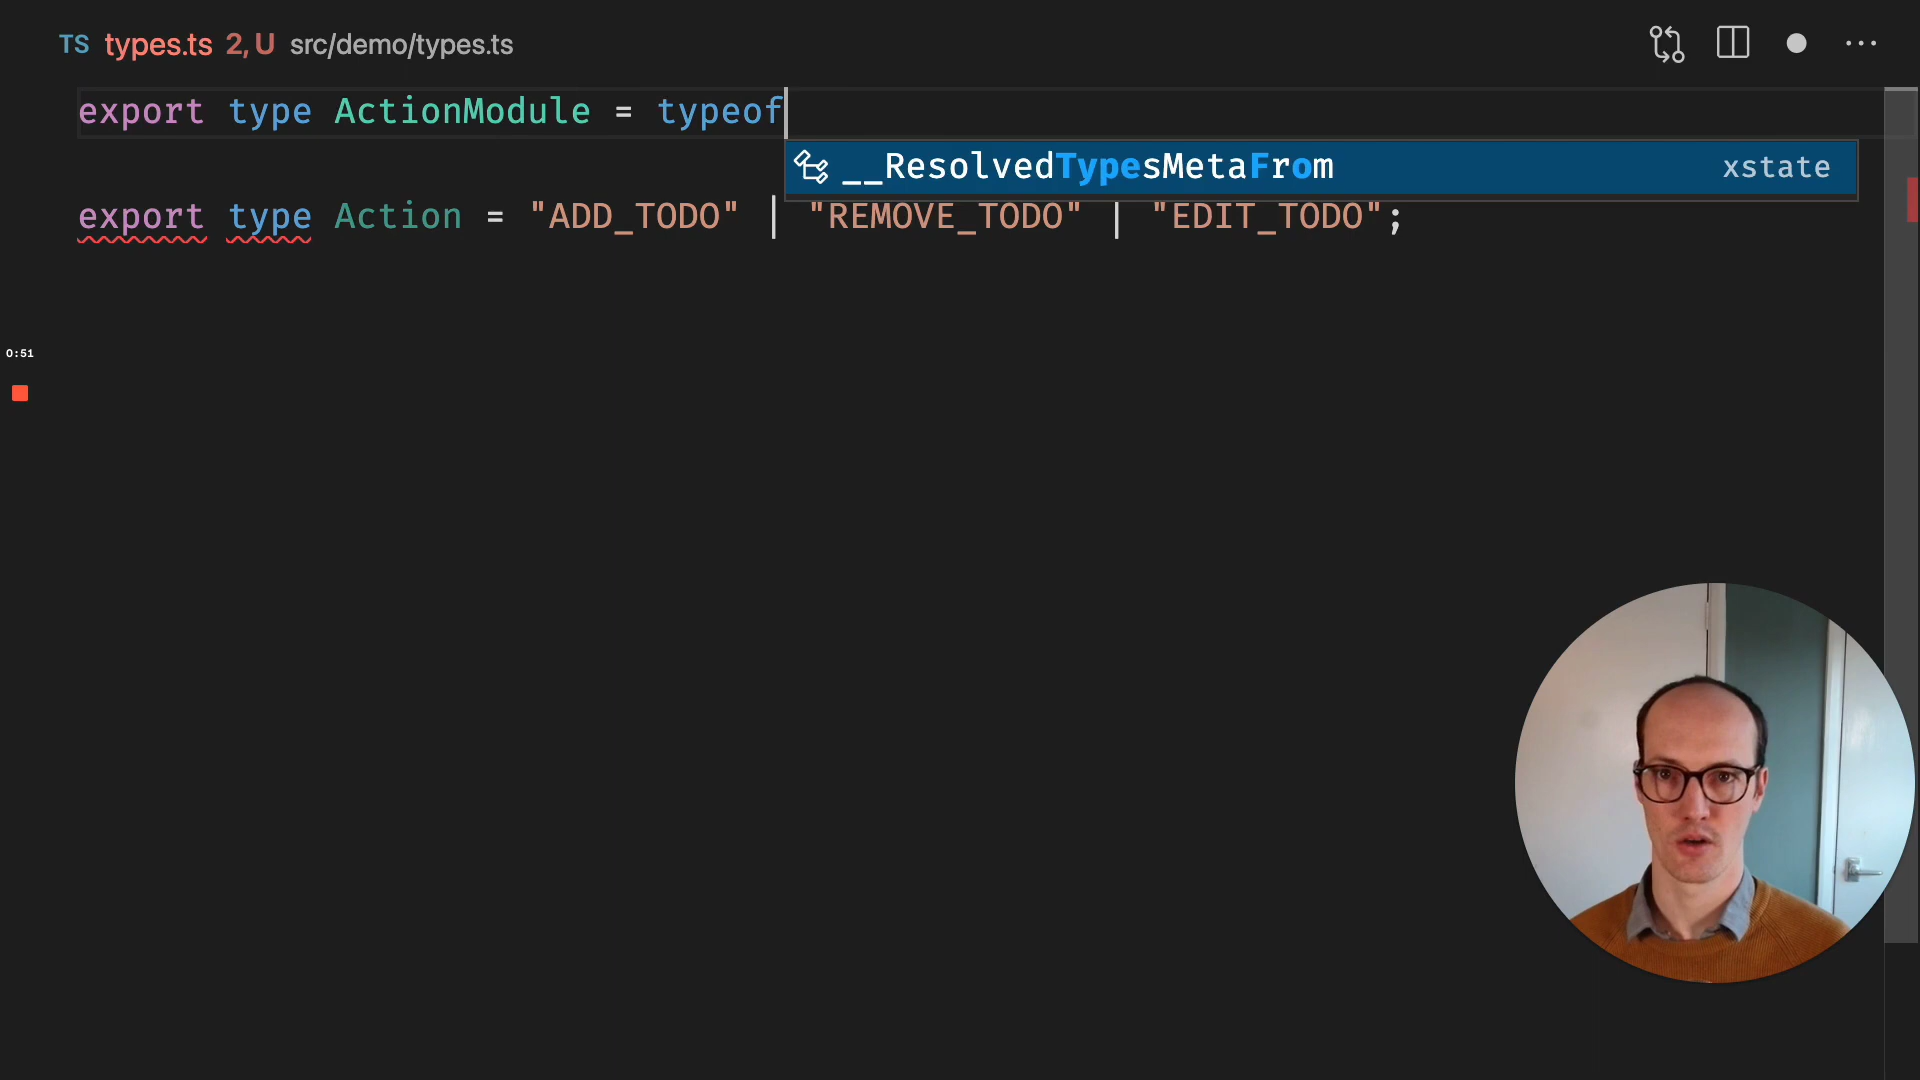 TS types.ts 2, U src/demo/types.ts
export type ActionModule = typeof
__ResolvedTypesMetaFrom xstate
export type Action = "ADD_TODO" | "REMOVE_TODO" | "EDIT_TODO";
0:51